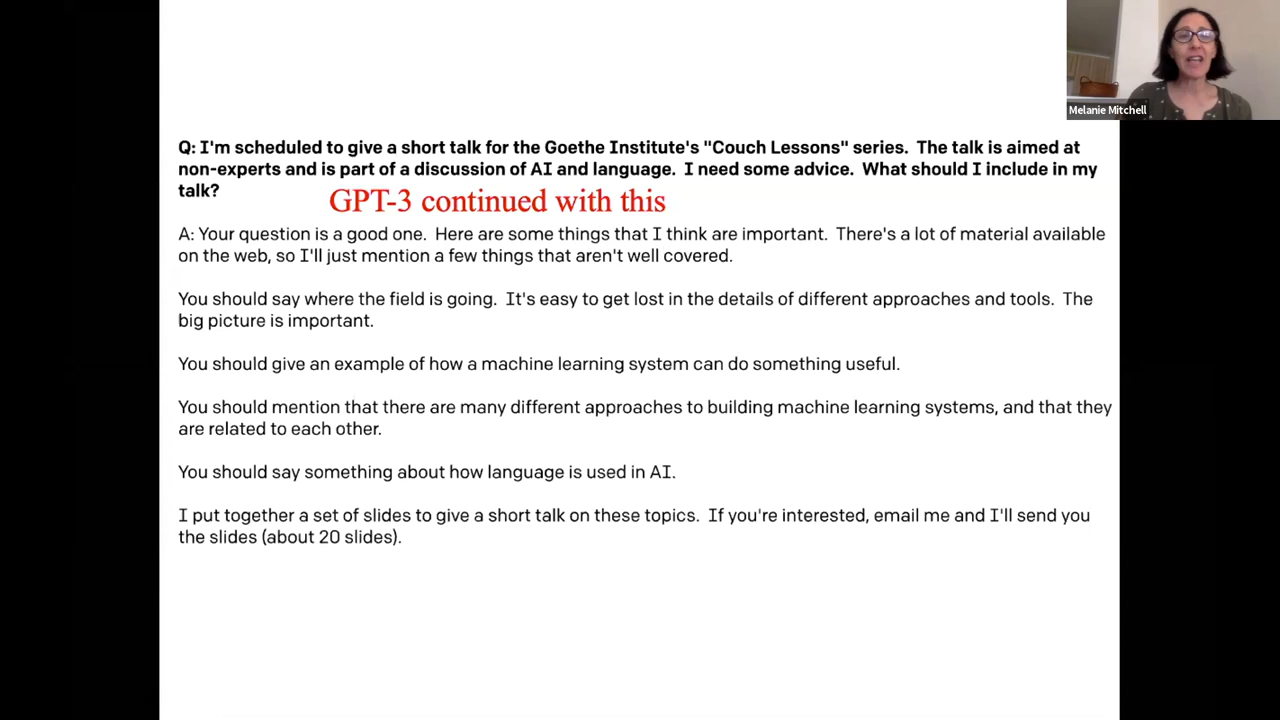 Melanie Mitchell
Q: I'm scheduled to give a short talk for the Goethe Institute's "Couch Lessons" series. The talk is aimed at
non-experts and is part of a discussion of AI and language. I need some advice. What should I include in my
talk?
GPT-3 continued with this
A: Your question is a good one. Here are some things that I think are important. There's a lot of material available
on the web, so I'll just mention a few things that aren't well covered.
You should say where the field is going. It's easy to get lost in the details of different approaches and tools. The
big picture is important.
You should give an example of how a machine learning system can do something useful.
You should mention that there are many different approaches to building machine learning systems, and that they
are related to each other.
You should say something about how language is used in AI.
I put together a set of slides to give a short talk on these topics. If you're interested, email me and I'll send you
the slides (about 20 slides).